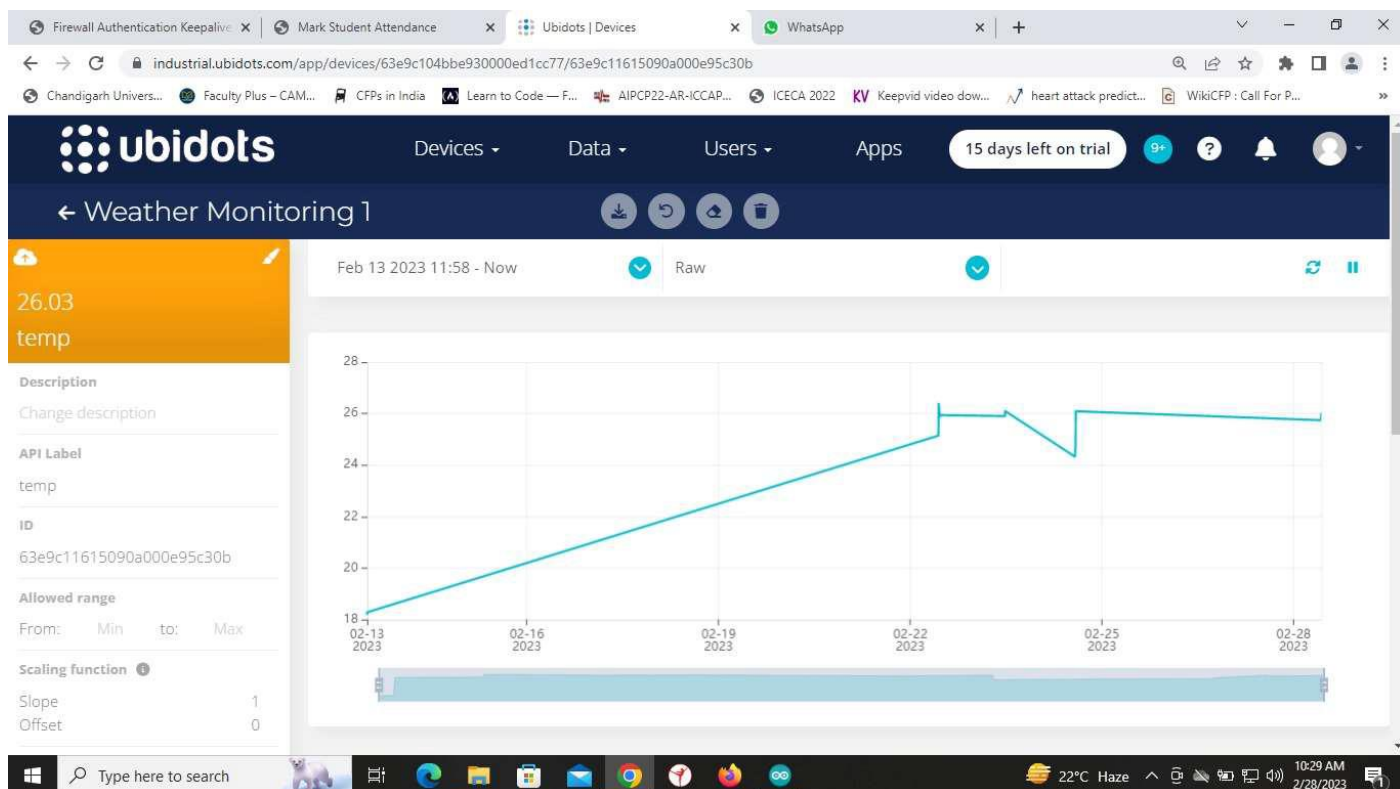 Firewall Authentication Keepalive
Mark Student Attendance
Ubidots | Devices
WhatsApp
industrial.ubidots.com/app/devices/63e9c104bbe930000ed1cc77/63e9c11615090a000e95c30b
Chandigarh Univers...
Faculty Plus – CAM...
CFPs in India
Learn to Code — F...
AIPCP22-AR-ICCAP...
ICECA 2022
KV Keepvid video dow...
heart attack predict...
WikiCFP : Call For P...
ubidots
Devices
Data
Users
Apps
15 days left on trial
9+
?
← Weather Monitoring 1
26.03
temp
Feb 13 2023 11:58 - Now
Raw
Description
Change description
API Label
temp
ID
63e9c11615090a000e95c30b
Allowed range
From: Min to: Max
Scaling function
Slope 1
Offset 0
28
26
24
22
20
18
02-13 2023
02-16 2023
02-19 2023
02-22 2023
02-25 2023
02-28 2023
Type here to search
22°C Haze
10:29 AM
2/28/2023
1